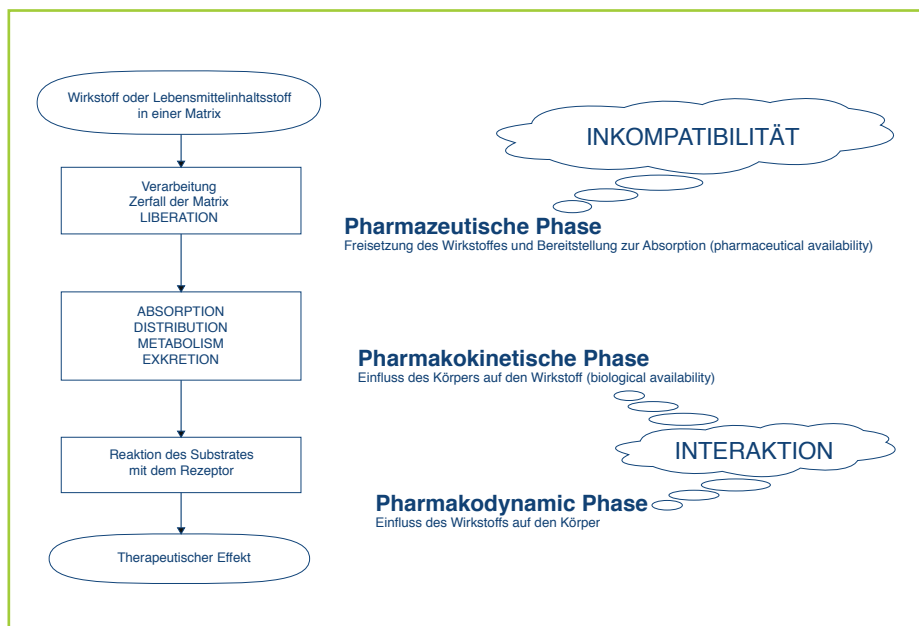 Wirkstoff oder Lebensmittelinhaltsstoff
in einer Matrix
Verarbeitung
Zerfall der Matrix
LIBERATION
ABSORPTION
DISTRIBUTION
METABOLISM
EXKRETION
Reaktion des Substrates
mit dem Rezeptor
Therapeutischer Effekt
INKOMPATIBILITÄT
Pharmazeutische Phase
Freisetzung des Wirkstoffes und Bereitstellung zur Absorption (pharmaceutical availability)
Pharmakokinetische Phase
Einfluss des Körpers auf den Wirkstoff (biological availability)
INTERAKTION
Pharmakodynamic Phase
Einfluss des Wirkstoffs auf den Körper